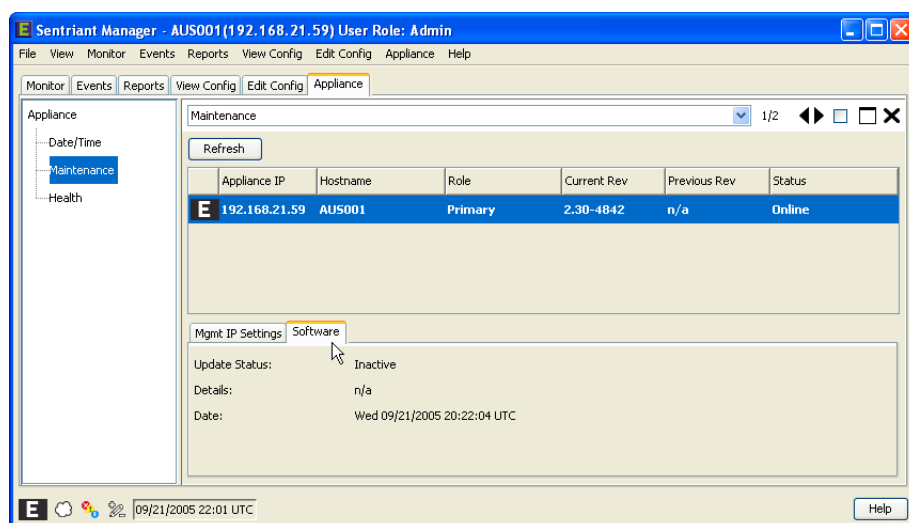 E Sentriant Manager - AUS001(192.168.21.59) User Role: Admin
File View Monitor Events Reports View Config Edit Config Appliance Help
Monitor Events Reports View Config Edit Config Appliance
Appliance
Date/Time
Maintenance
Health
Maintenance 1/2
Refresh
Appliance IP Hostname Role Current Rev Previous Rev Status
E 192.168.21.59 AUS001 Primary 2.30-4842 n/a Online
Mgmt IP Settings Software
Update Status: Inactive
Details: n/a
Date: Wed 09/21/2005 20:22:04 UTC
E 09/21/2005 22:01 UTC Help